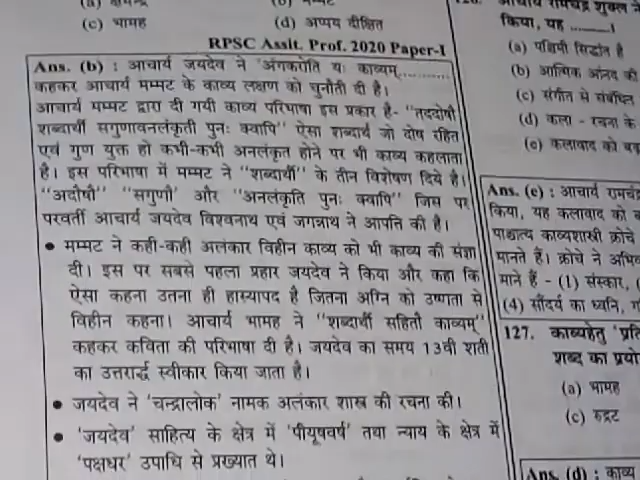 (c) भामह
(d) अप्पय दीक्षित
RPSC Assit. Prof. 2020 Paper-I
Ans. (b) : आचार्य जयदेव ने 'अंगकरोति यः काव्यम्............
कहकर आचार्य मम्मट के काव्य लक्षण को चुनौती दी है।
आचार्य मम्मट द्वारा दी गयी काव्य परिभाषा इस प्रकार है- "तददोषौ
शब्दार्थौ सगुणावनलंकृती पुनः क्वापि" ऐसा शब्दार्थ जो दोष रहित
एवं गुण युक्त हो कभी-कभी अनलंकृत होने पर भी काव्य कहलाता
है। इस परिभाषा में मम्मट ने "शब्दार्थौ" के तीन विशेषण दिये है।
"अदौषौ" "सगुणौ' और "अनलंकृति पुनः क्वापि" जिस पर
परवर्ती आचार्य जयदेव विश्वनाथ एवं जगन्नाथ ने आपत्ति की है।
• मम्मट ने कही-कही अलंकार विहीन काव्य को भी काव्य की संज्ञा
दी। इस पर सबसे पहला प्रहार जयदेव ने किया और कहा कि
ऐसा कहना उतना ही हास्यापद है जितना अग्नि को उष्णता से
विहीन कहना। आचार्य भामह ने "शब्दार्थौ सहितौ काव्यम्"
कहकर कविता की परिभाषा दी है। जयदेव का समय 13वी शती
का उत्तरार्द्ध स्वीकार किया जाता है।
• जयदेव ने 'चन्द्रालोक' नामक अलंकार शास्त्र की रचना की।
• 'जयदेव' साहित्य के क्षेत्र में 'पीयूषवर्ष' तथा न्याय के क्षेत्र में
'पक्षधर' उपाधि से प्रख्यात थे।
आचार्य रामचंद्र शुक्ल ने
किया, यह ........।
(a) पश्चिमी सिद्धांत है
(b) आत्मिक आनंद की
(c) संगीत से संबंधित
(d) कला - रचना के
(e) कलावाद को बढ़
Ans. (e) : आचार्य रामचंद्र
किया, यह कलावाद को ब
पाश्चात्य काव्यशास्त्री क्रोचे
मानते हैं। क्रोचे ने अभिव
माने हैं - (1) संस्कार, (
(4) सौंदर्य का ध्वनि, ग
127. काव्यहेतु 'प्रति
शब्द का प्रयो
(a) भामह
(c) रुद्रट
Ans. (d) : काव्य